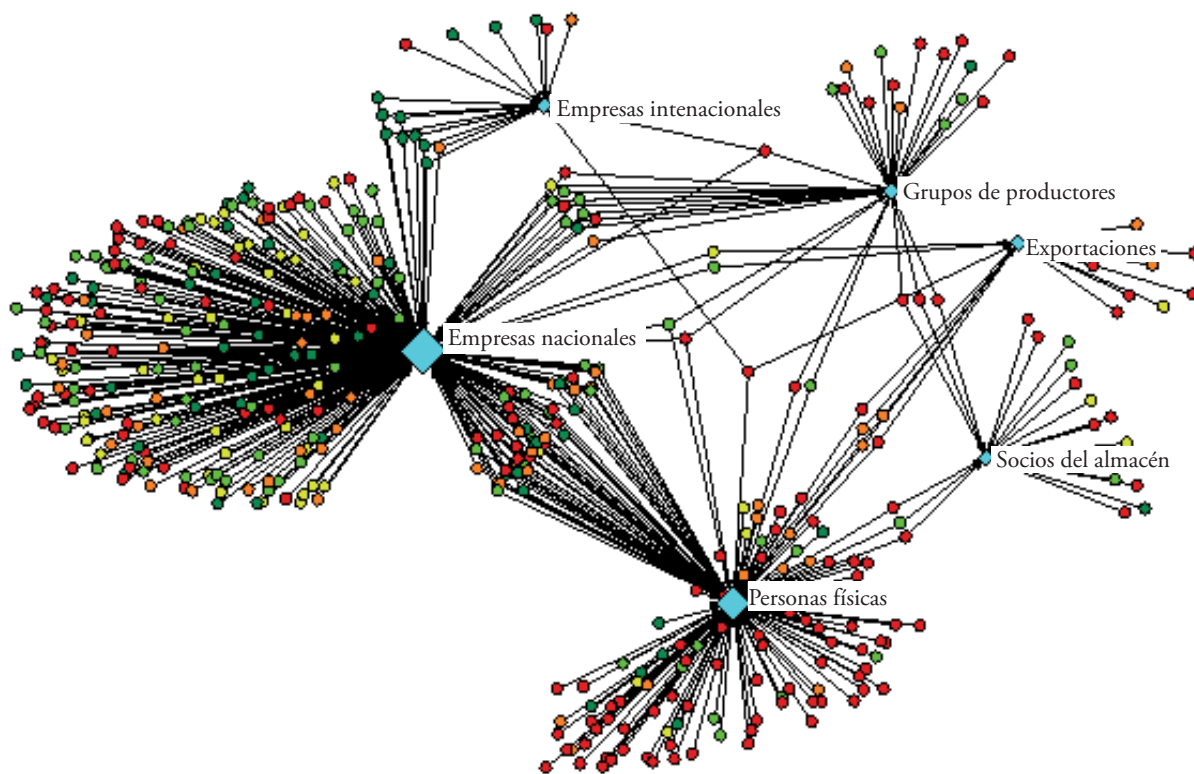 Empresas intenacionales
Grupos de productores
Exportaciones
Empresas nacionales
Socios del almacén
Personas físicas